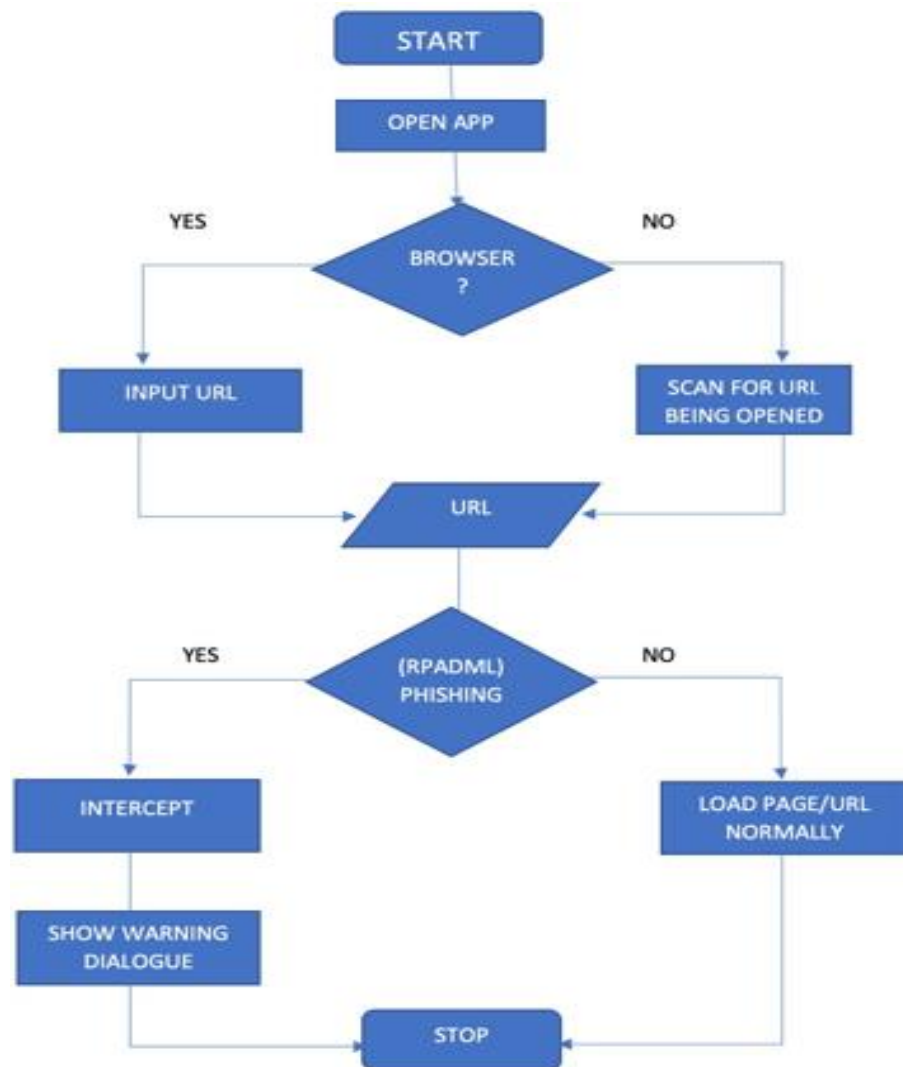 START
OPEN APP
YES
NO
BROWSER
?
INPUT URL
SCAN FOR URL
BEING OPENED
URL
YES
NO
(RPADML)
PHISHING
INTERCEPT
LOAD PAGE/URL
NORMALLY
SHOW WARNING
DIALOGUE
STOP